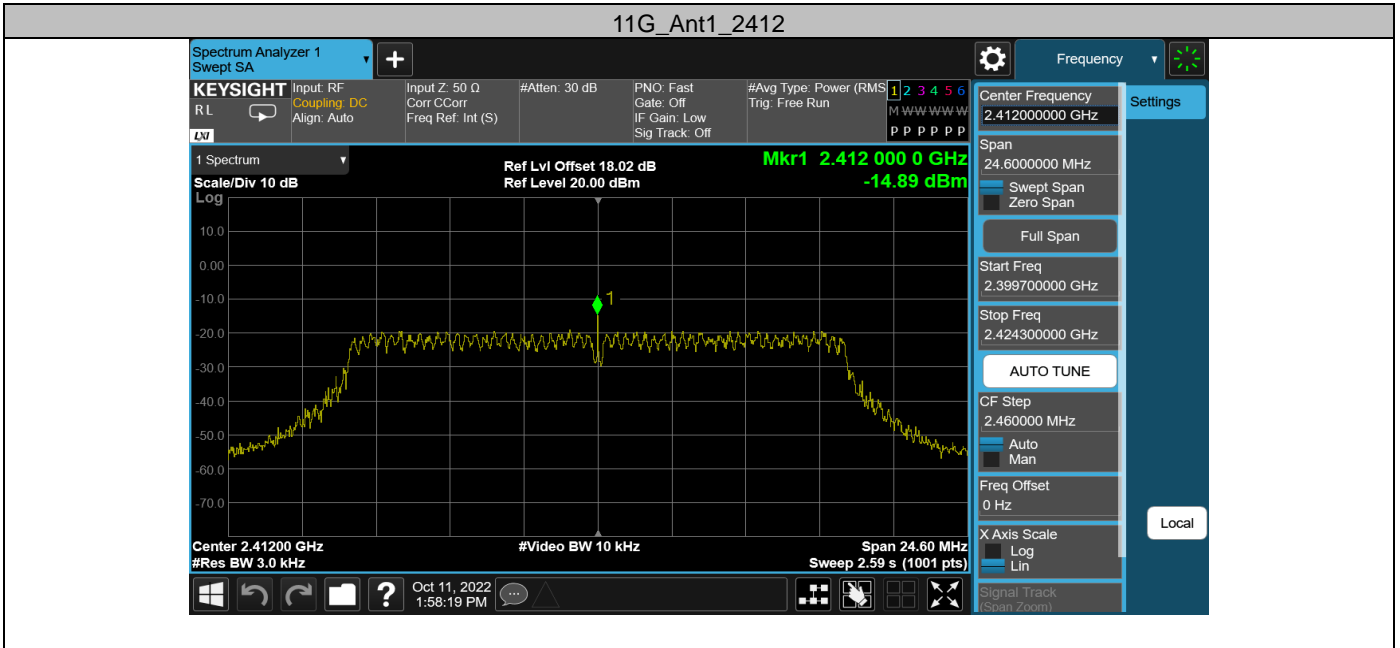 11G_Ant1_2412
Spectrum Analyzer 1
Swept SA
+
Frequency
KEYSIGHT
RL
LXI
Input: RF
Coupling: DC
Align: Auto
Input Z: 50 Ω
Corr CCorr
Freq Ref: Int (S)
#Atten: 30 dB
PNO: Fast
Gate: Off
IF Gain: Low
Sig Track: Off
#Avg Type: Power (RMS
Trig: Free Run
1 2 3 4 5 6
M W W W W W
P P P P P P
1 Spectrum
Scale/Div 10 dB
Ref Lvl Offset 18.02 dB
Ref Level 20.00 dBm
Mkr1 2.412 000 0 GHz
-14.89 dBm
Log
10.0
0.00
-10.0
-20.0
-30.0
-40.0
-50.0
-60.0
-70.0
1
Center 2.41200 GHz
#Res BW 3.0 kHz
#Video BW 10 kHz
Span 24.60 MHz
Sweep 2.59 s (1001 pts)
Center Frequency
2.412000000 GHz
Span
24.6000000 MHz
Swept Span
Zero Span
Full Span
Start Freq
2.399700000 GHz
Stop Freq
2.424300000 GHz
AUTO TUNE
CF Step
2.460000 MHz
Auto
Man
Freq Offset
0 Hz
X Axis Scale
Log
Lin
Signal Track
(Span Zoom)
Settings
Local
?
Oct 11, 2022
1:58:19 PM